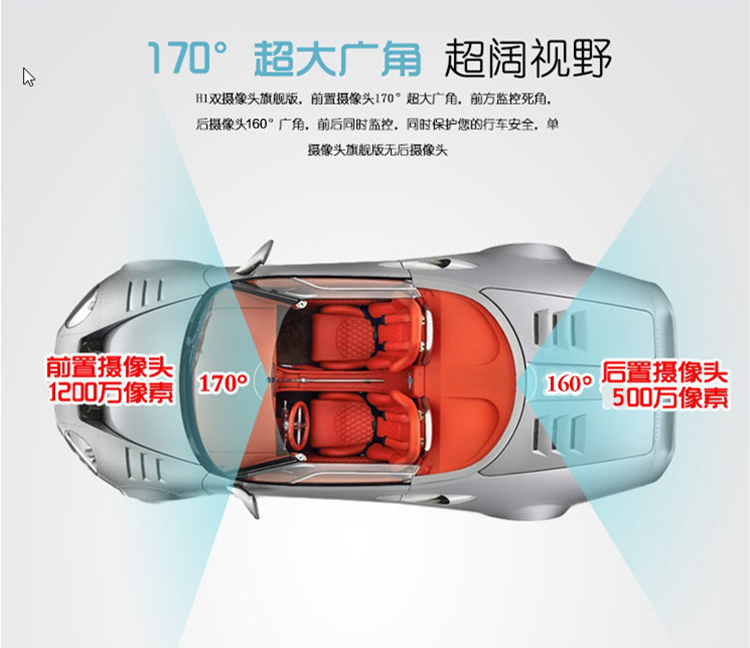 170° 超大广角 超阔视野
H1双摄像头旗舰版，前置摄像头170°超大广角，前方监控死角，
后摄像头160°广角，前后同时监控，同时保护您的行车安全，单
摄像头旗舰版无后摄像头
前置摄像头
1200万像素
170°
160°
后置摄像头
500万像素